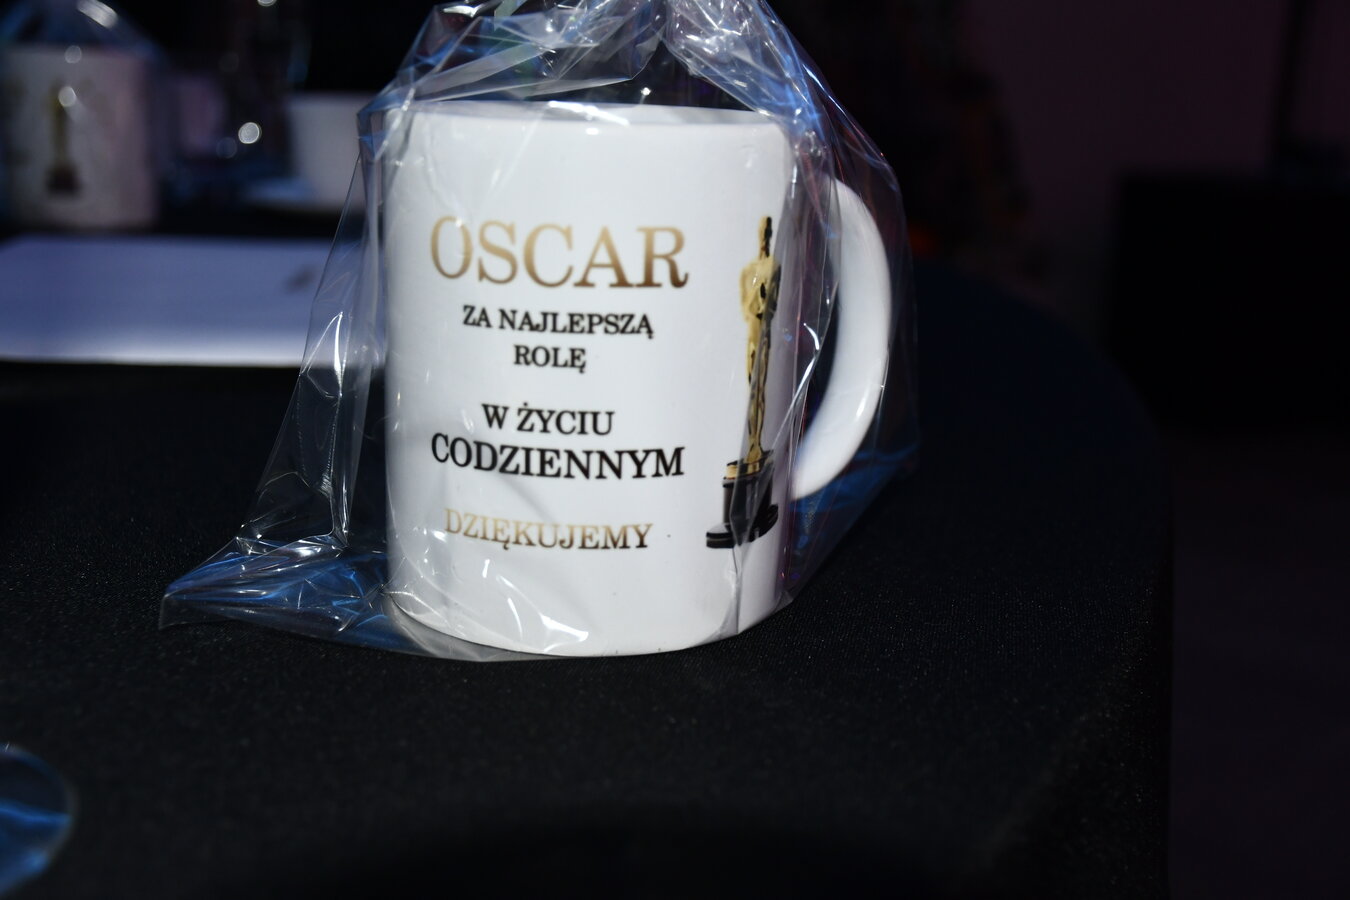 OSCAR
ZA NAJLEPSZĄ
ROLĘ
W ŻYCIU
CODZIENNYM
DZIĘKUJEMY